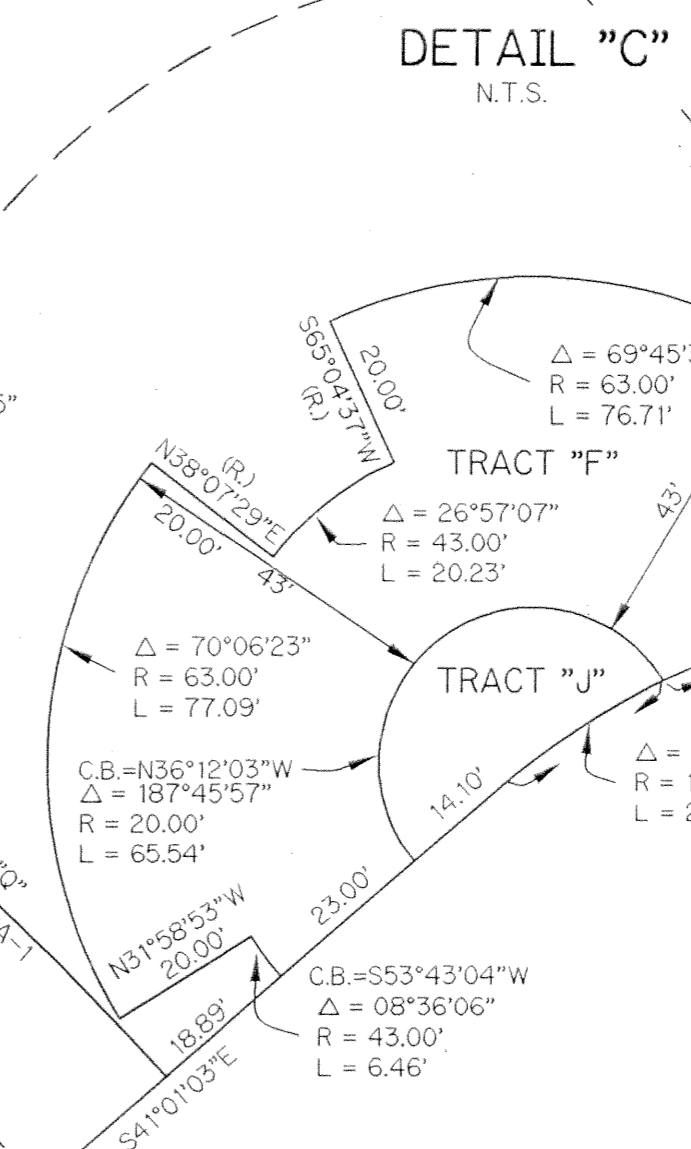 DETAIL "C"
N.T.S.
S65°04'37"W
(R.)
20.00'
△ = 69°45'
R = 63.00'
L = 76.71'
(R.)
N38°07'29"E
20.00'
43'
TRACT "F"
△ = 26°57'07"
R = 43.00'
L = 20.23'
43'
△ = 70°06'23"
R = 63.00'
L = 77.09'
TRACT "J"
C.B.=N36°12'03"W
△ = 187°45'57"
R = 20.00'
L = 65.54'
14.10'
△ =
R = 1
L = 2
"Q"
A-1
23.00'
N31°58'53"W
20.00'
C.B.=S53°43'04"W
△ = 08°36'06"
R = 43.00'
L = 6.46'
18.89'
S41°01'03"E